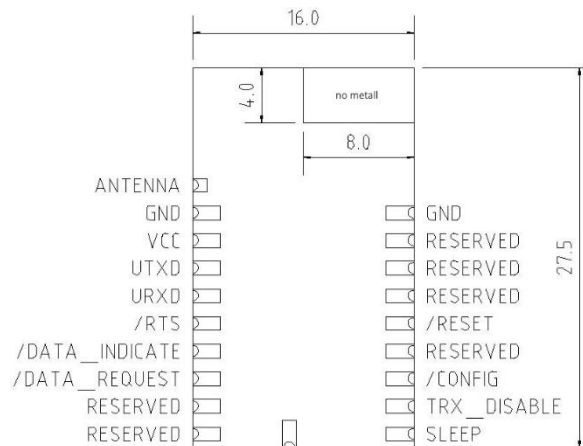 16.0
4.0
no metall
8.0
27.5
ANTENNA
GND GND
VCC RESERVED
UTXD RESERVED
URXD RESERVED
/RTS /RESET
/DATA_INDICATE RESERVED
/DATA_REQUEST /CONFIG
RESERVED TRX_DISABLE
RESERVED SLEEP